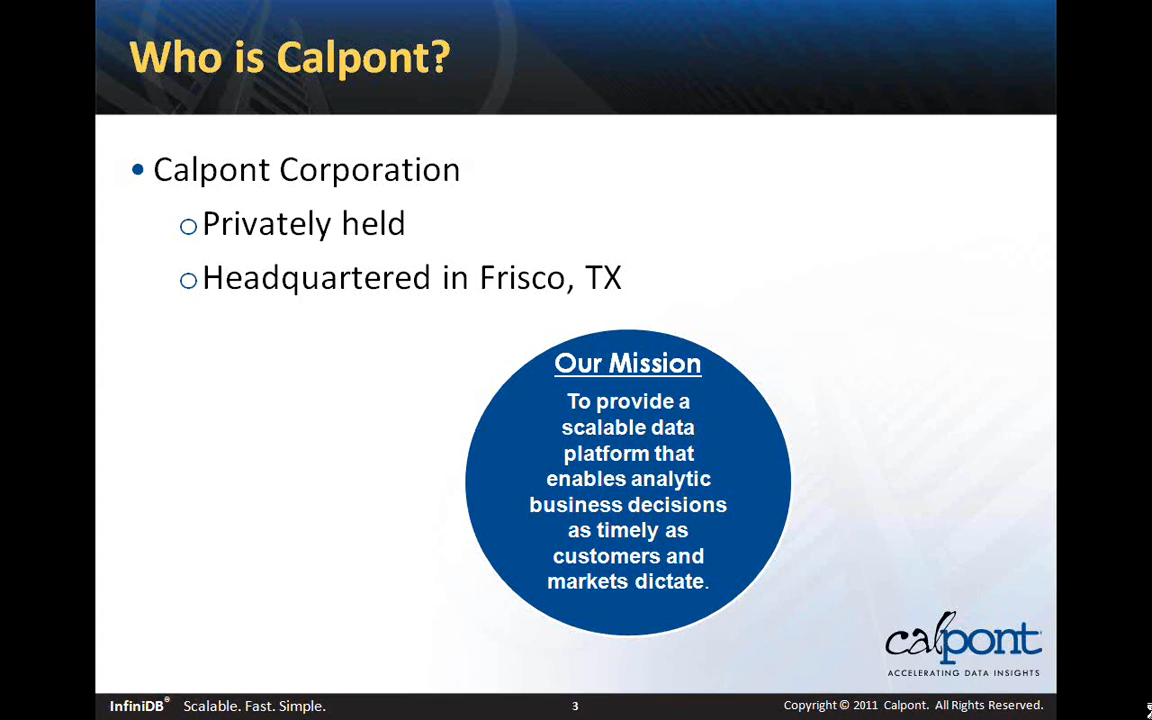 Who is Calpont?
• Calpont Corporation
○ Privately held
○ Headquartered in Frisco, TX
Our Mission
To provide a
scalable data
platform that
enables analytic
business decisions
as timely as
customers and
markets dictate.
calpont
ACCELERATING DATA INSIGHTS
InfiniDB® Scalable. Fast. Simple.
3
Copyright © 2011 Calpont. All Rights Reserved.